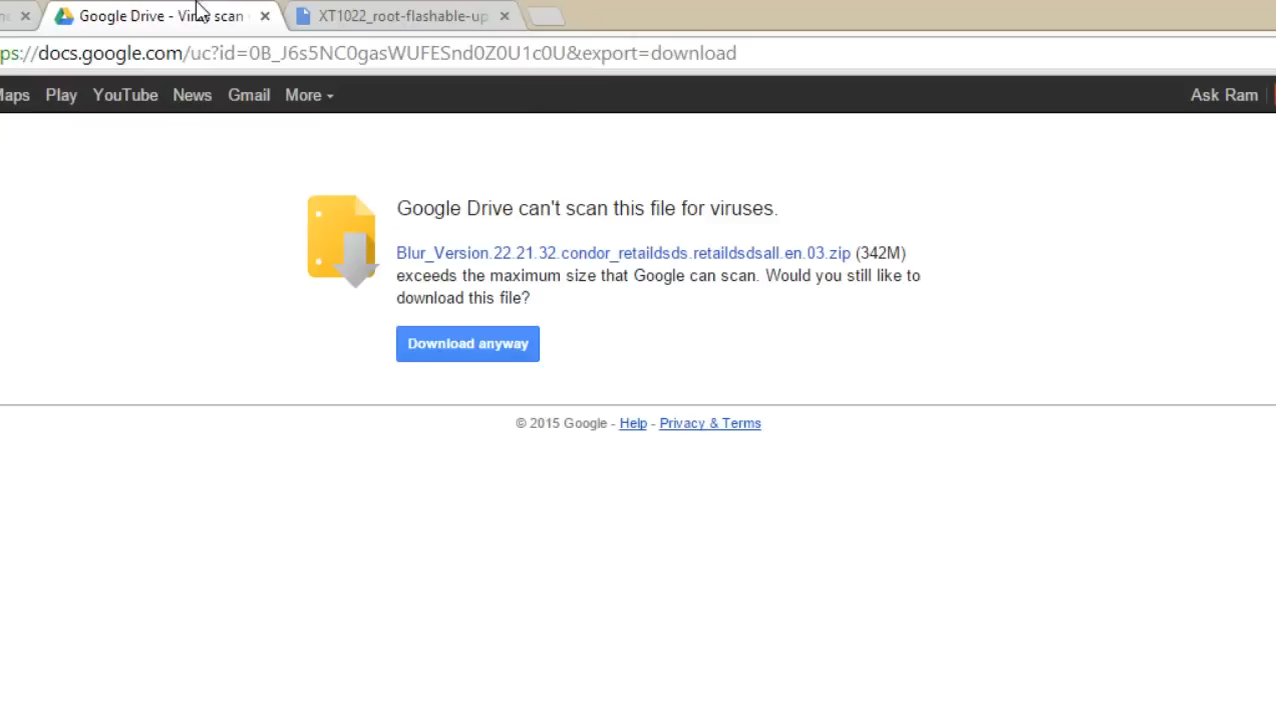 Google Drive - Virus scan
XT1022_root-flashable-up
ps://docs.google.com/uc?id=0B_J6s5NC0gasWUFESnd0Z0U1c0U&export=download
Maps Play YouTube News Gmail More Ask Ram
Google Drive can't scan this file for viruses.
Blur_Version.22.21.32.condor_retaildsds.retaildsdsall.en.03.zip (342M)
exceeds the maximum size that Google can scan. Would you still like to
download this file?
Download anyway
© 2015 Google - Help - Privacy & Terms